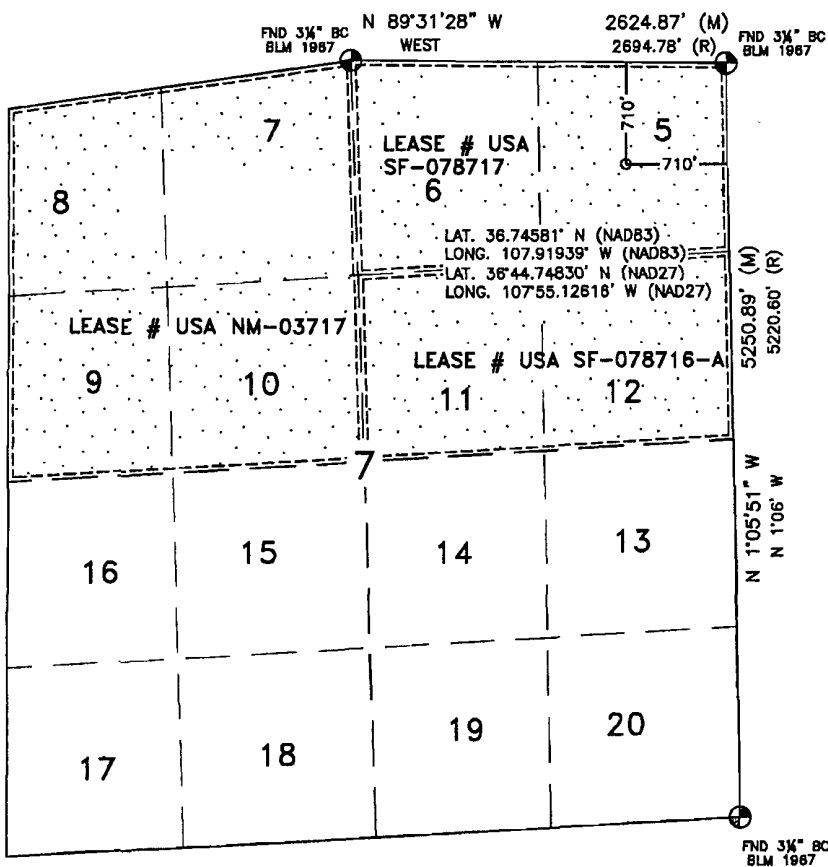 FND 3¼" BC
BLM 1967
N 89°31'28" W
WEST
2624.87' (M)
2694.78' (R)
FND 3¼" BC
BLM 1967
7
8
LEASE # USA
SF-078717
6
5
710'
710'
LAT. 36.74581° N (NAD83)
LONG. 107.91939° W (NAD83)
LAT. 36°44.74830' N (NAD27)
LONG. 107°55.12616' W (NAD27)
5250.89' (M)
5220.60' (R)
LEASE # USA NM-03717
LEASE # USA SF-078716-A
9
10
11
12
7
N 1°05'51" W
N 1°06' W
16
15
14
13
17
18
19
20
FND 3¼" BC
BLM 1967